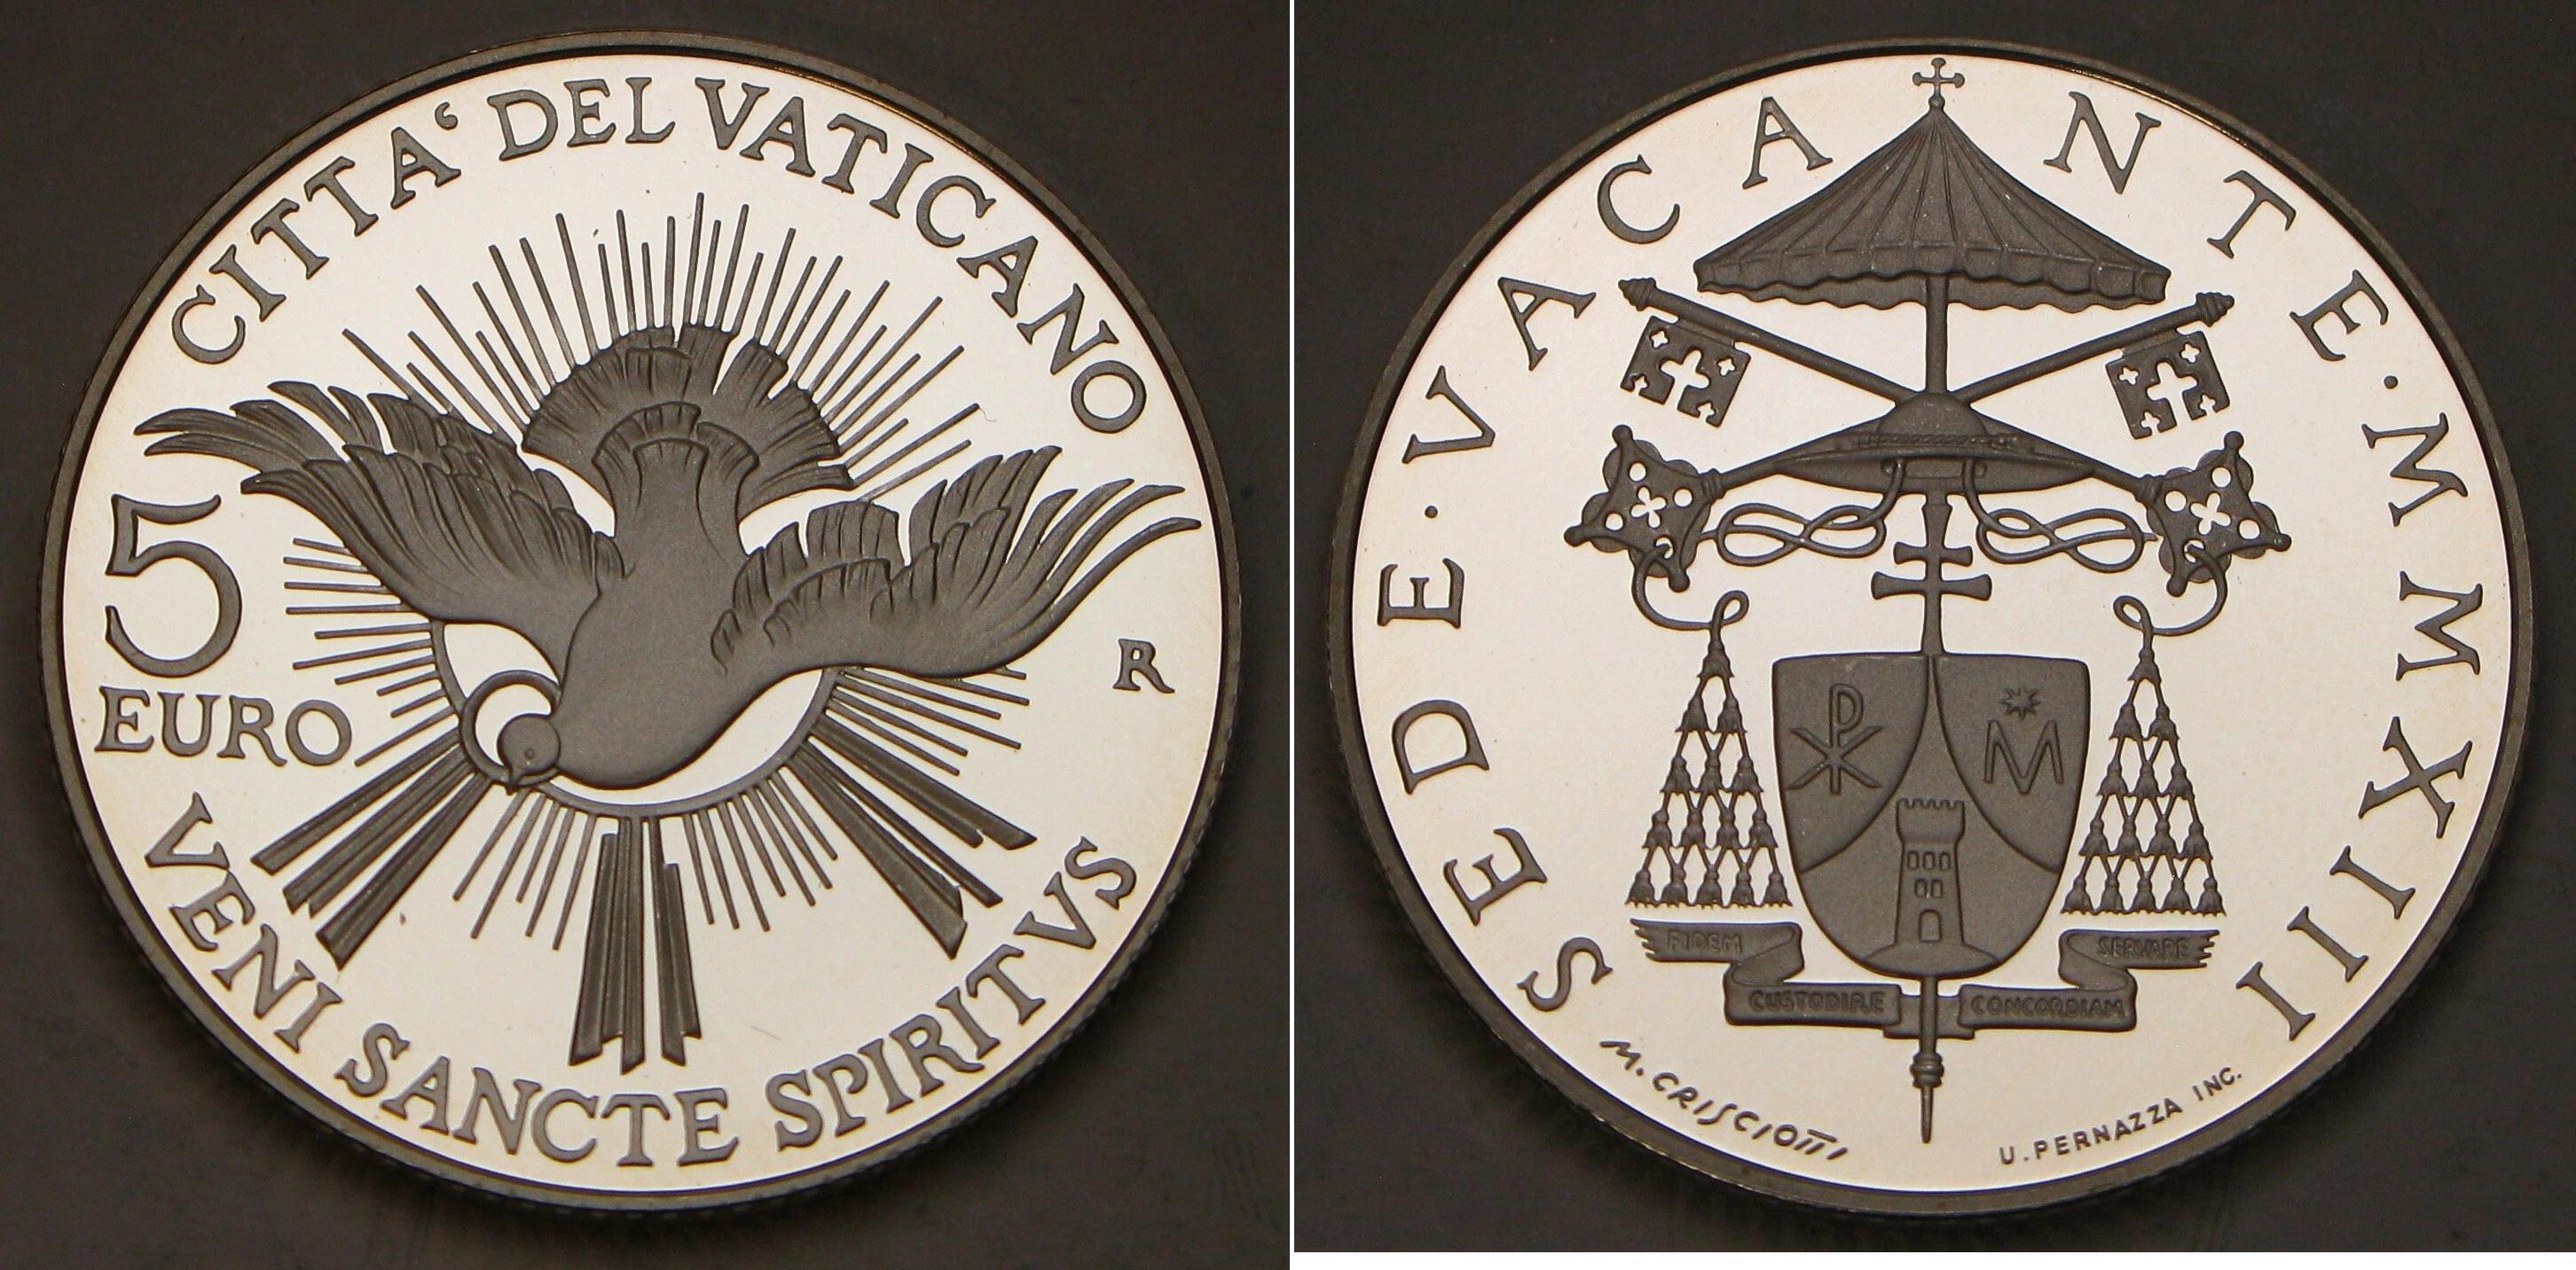 CITTA‘ DEL VATICANO
5
EURO
R
VENI SANCTE SPIRITVS
SEDE·VACANTE·MMXIII
P
M
FIDEM
SERVARE
CUSTODIRE
CONCORDIAM
M. CRISCIOTTI
U. PERNAZZA INC.